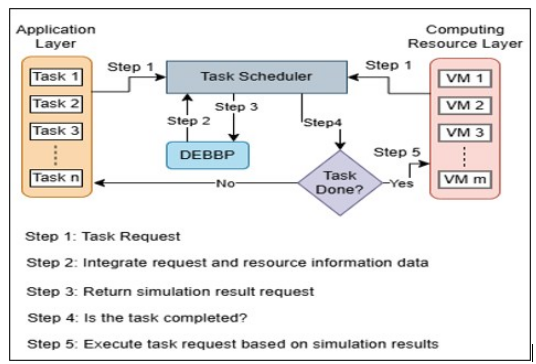 Application Layer
Computing Resource Layer
Step 1
Task Scheduler
Step 1
Task 1
Task 2
Task 3
Task n
VM 1
VM 2
VM 3
VM m
Step 2
Step 3
Step4
DEBBP
Task Done?
Step 5
No
Yes
Step 1: Task Request
Step 2: Integrate request and resource information data
Step 3: Return simulation result request
Step 4: Is the task completed?
Step 5: Execute task request based on simulation results